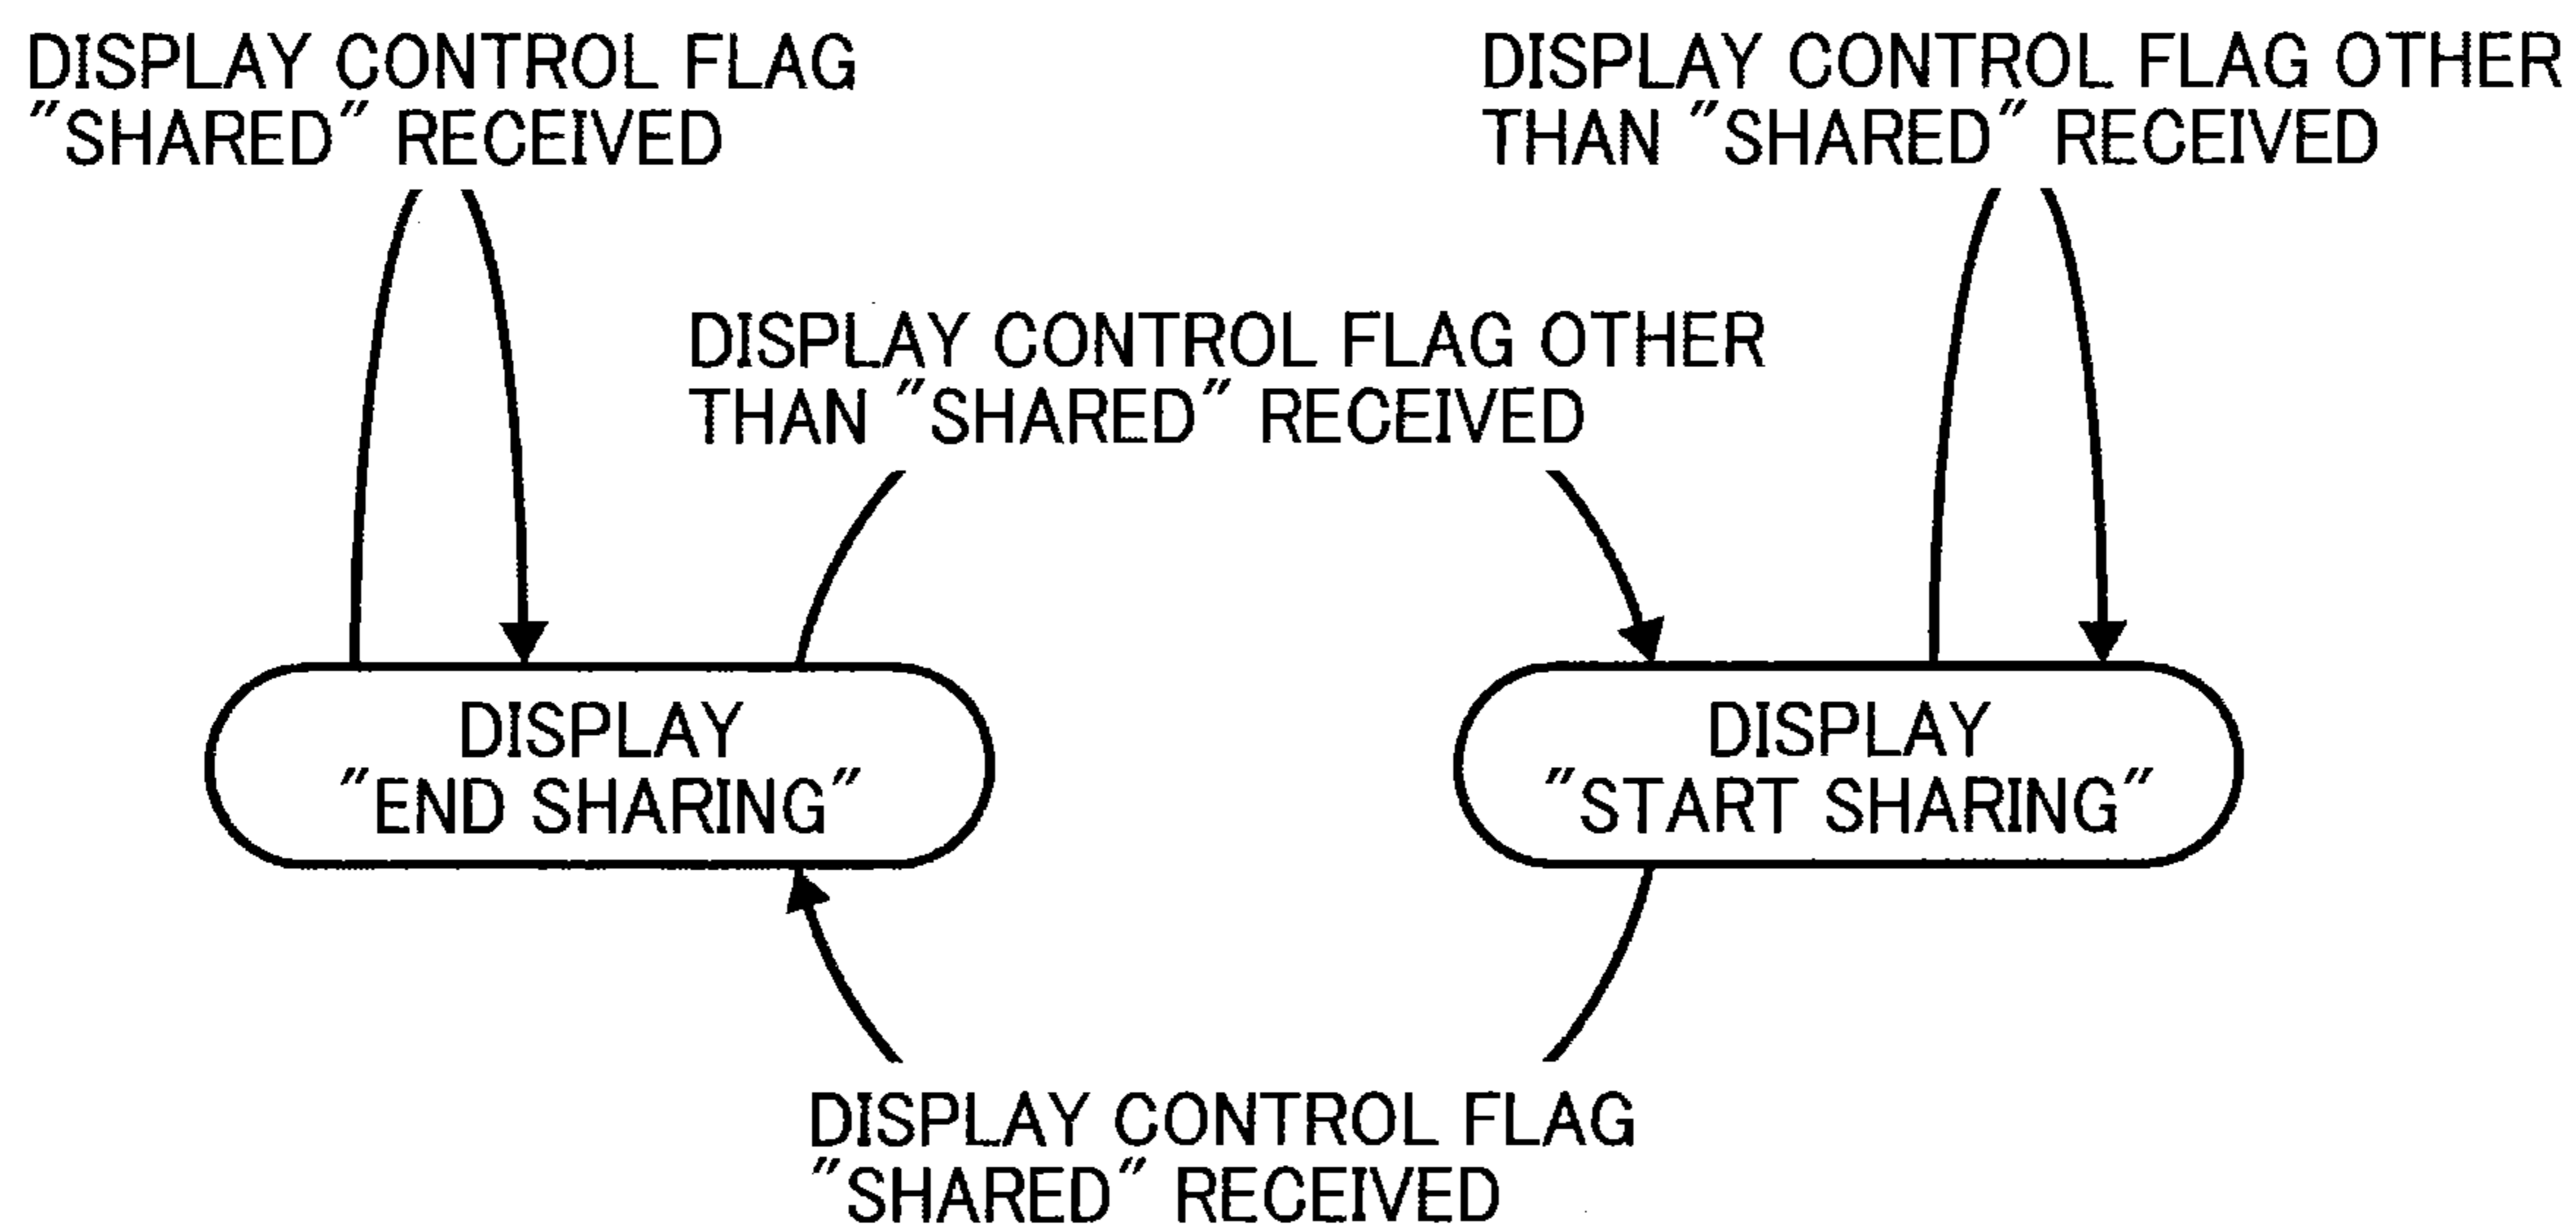 DISPLAY CONTROL FLAG
"SHARED" RECEIVED
DISPLAY CONTROL FLAG OTHER
THAN "SHARED" RECEIVED
DISPLAY CONTROL FLAG OTHER
THAN "SHARED" RECEIVED
DISPLAY
"END SHARING"
DISPLAY
"START SHARING"
DISPLAY CONTROL FLAG
"SHARED" RECEIVED